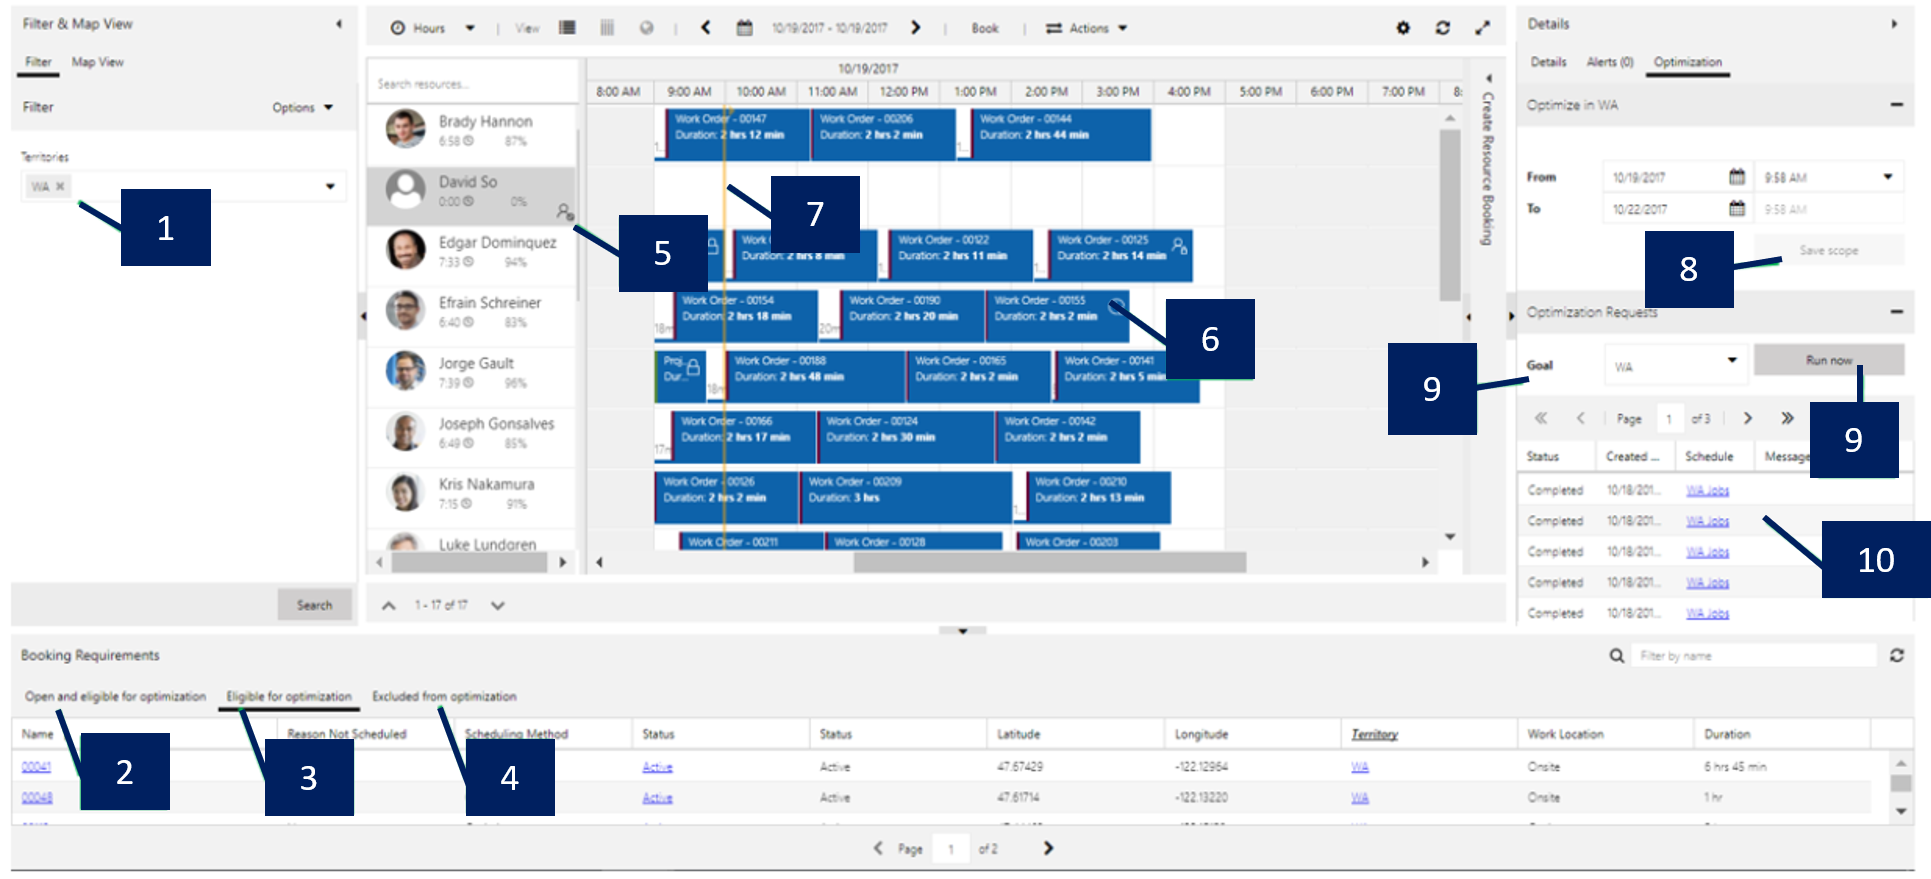 Filter & Map View
Filter Map View
Filter Options
Territories
WA ×
1
Search
Hours View 10/19/2017 - 10/19/2017 Book Actions
Search resources...
10/19/2017
8:00 AM 9:00 AM 10:00 AM 11:00 AM 12:00 PM 1:00 PM 2:00 PM 3:00 PM 4:00 PM 5:00 PM 6:00 PM 7:00 PM 8:
Brady Hannon
6:58 87%
Work Order - 00147 Work Order - 00206 Work Order - 00144
Duration: 2 hrs 12 min Duration: 2 hrs 2 min Duration: 2 hrs 44 min
1... 1...
David So
0:00 0%
5
7
Edgar Dominquez
7:33 94%
Work Order - 00122 Work Order - 00125
Duration: 2 hrs 8 min Duration: 2 hrs 11 min Duration: 2 hrs 14 min
1... 1...
Efrain Schreiner
6:40 83%
Work Order - 00154 Work Order - 00190 Work Order - 00155
Duration: 2 hrs 18 min Duration: 2 hrs 20 min Duration: 2 hrs 2 min
18m 20m
6
Jorge Gault
7:39 96%
Proj... Work Order - 00188 Work Order - 00165 Work Order - 00141
Dur... Duration: 2 hrs 48 min Duration: 2 hrs 2 min Duration: 2 hrs 5 min
18m
Joseph Gonsalves
6:49 85%
Work Order - 00166 Work Order - 00124 Work Order - 00142
Duration: 2 hrs 17 min Duration: 2 hrs 30 min Duration: 2 hrs 2 min
17m
Kris Nakamura
7:15 91%
Work Order - 00126 Work Order - 00209 Work Order - 00210
Duration: 2 hrs 2 min Duration: 3 hrs Duration: 2 hrs 13 min
1...
Luke Lundgren
Work Order - 00211 Work Order - 00128 Work Order - 00203
1 - 17 of 17
Create Resource Booking
Details
Details Alerts (0) Optimization
Optimize in WA
From 10/19/2017 9:58 AM
To 10/22/2017 9:58 AM
8
Save scope
Optimization Requests
Goal WA Run now
9
9
Page 1 of 3
Status Created ... Schedule Message
Completed 10/18/201... WA Jobs
Completed 10/18/201... WA Jobs
Completed 10/18/201... WA Jobs
Completed 10/18/201... WA Jobs
Completed 10/18/201... WA Jobs
10
Booking Requirements
Filter by name
Open and eligible for optimization Eligible for optimization Excluded from optimization
Name Reason Not Scheduled Scheduling Method Status Status Latitude Longitude Territory Work Location Duration
2
3
4
00041 Active Active 47.67429 -122.12964 WA Onsite 6 hrs 45 min
00048 Active Active 47.61714 -122.13220 WA Onsite 1 hr
Page 1 of 2